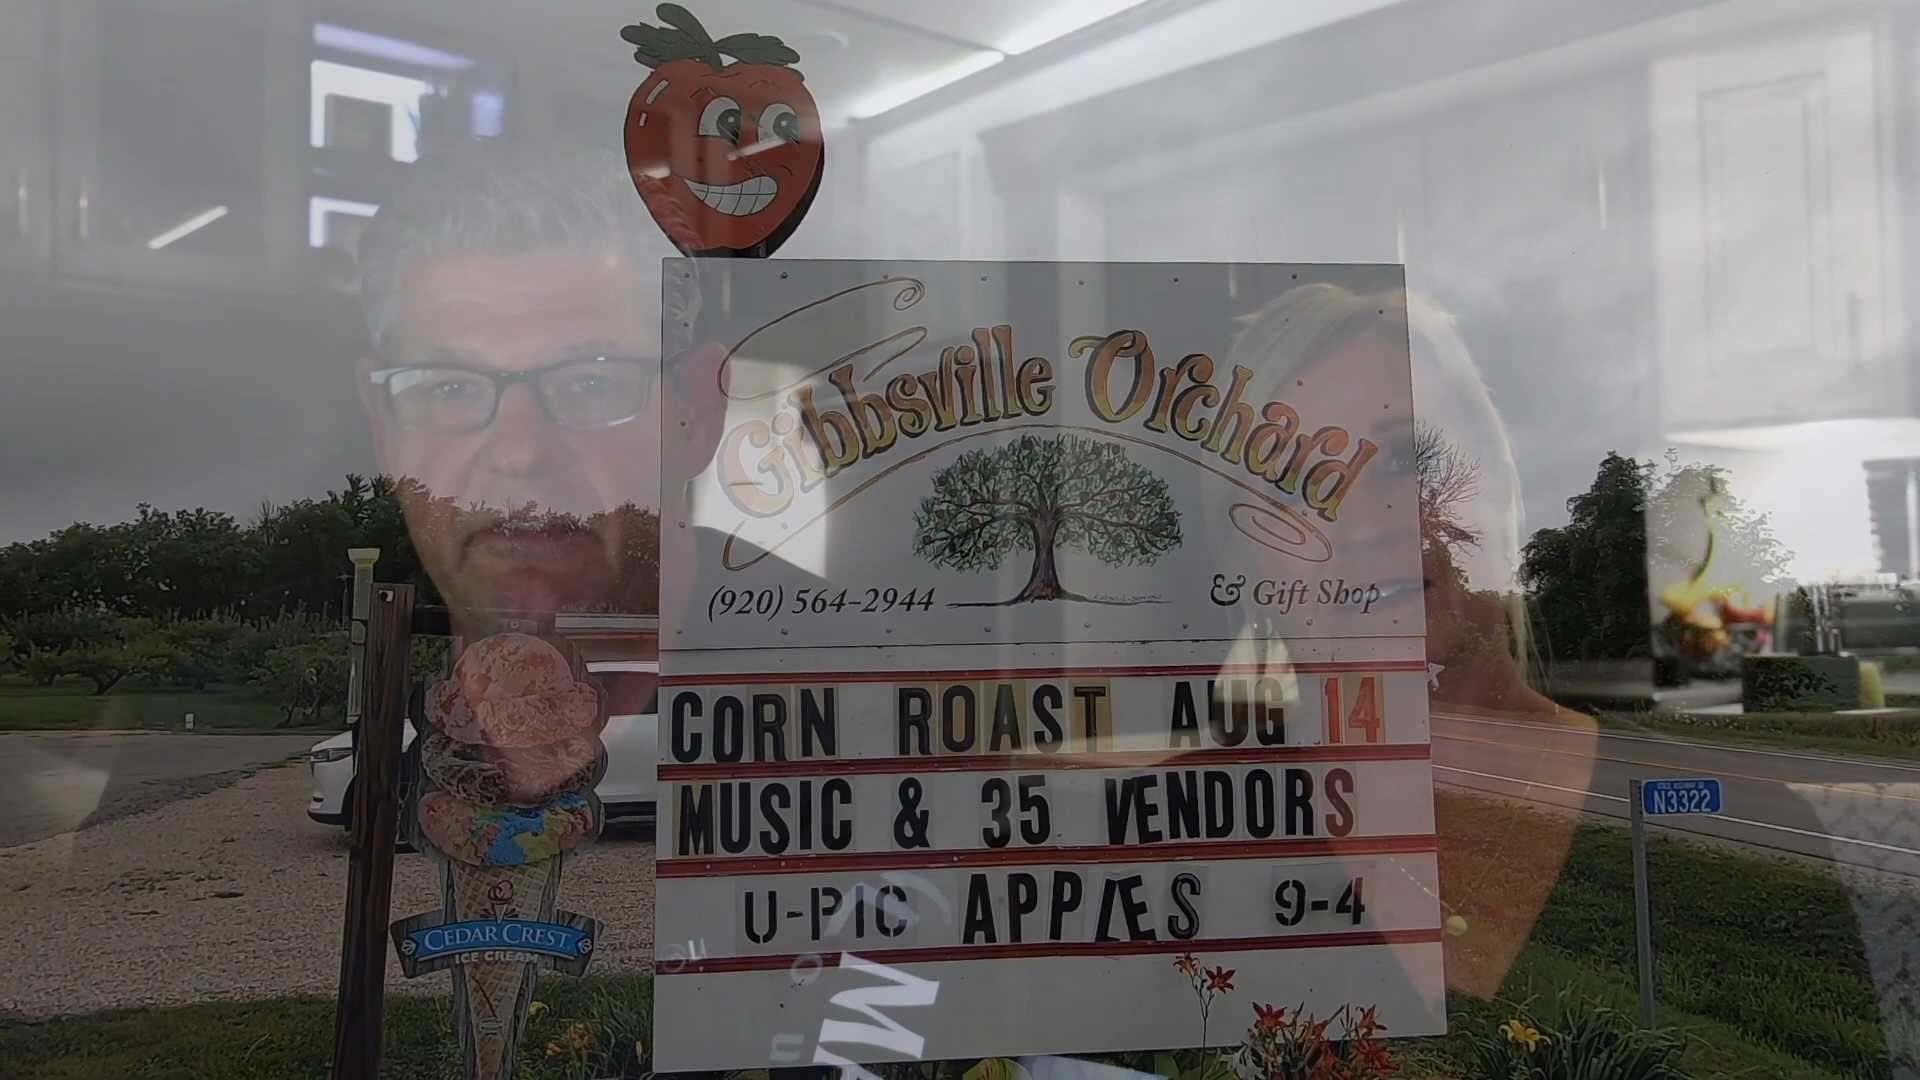 Gibbsville Orchard
(920) 564-2944
& Gift Shop
CORN ROAST AUG 14
MUSIC & 35 VENDORS
U-PIC APPLES 9-4
N3322
CEDAR CREST
ICE CREAM